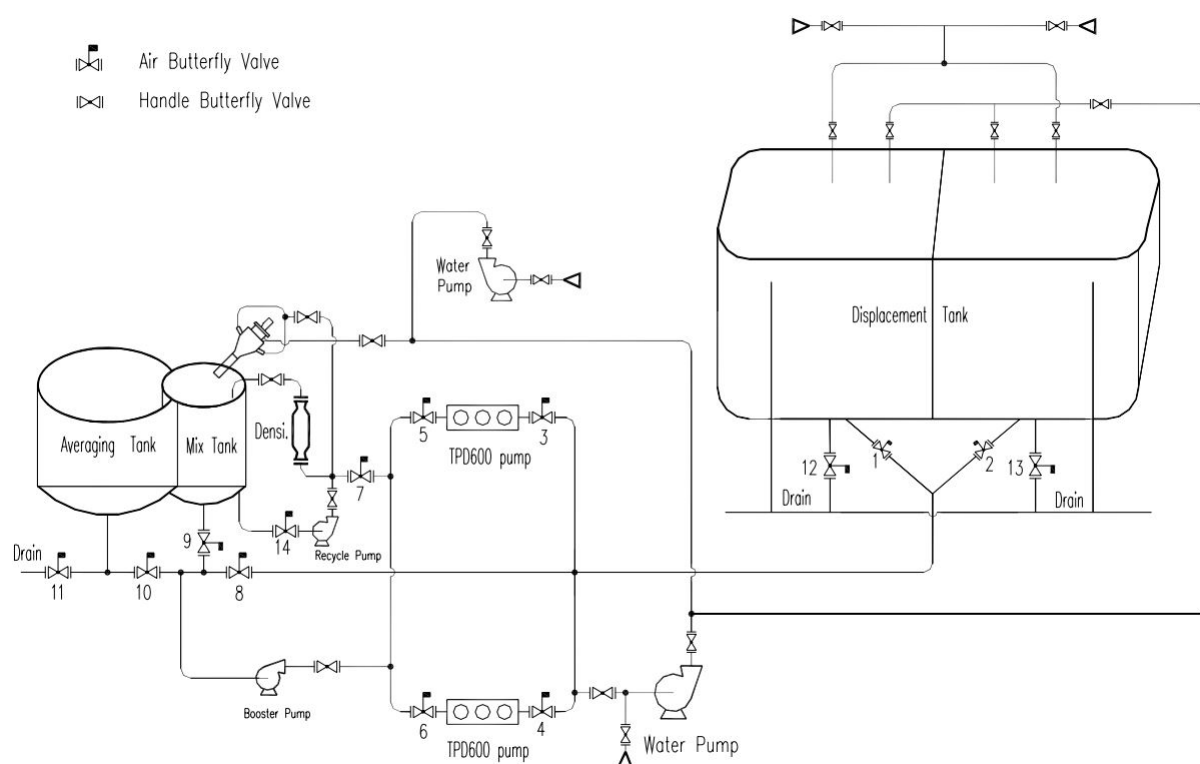 Air Butterfly Valve
Handle Butterfly Valve
Water
Pump
Displacement Tank
Averaging Tank
Mix Tank
Densi.
5
3
TPD600 pump
7
12
1
2
13
Drain
Drain
9
14
Recycle Pump
Drain
11
10
8
Booster Pump
6
4
TPD600 pump
Water Pump